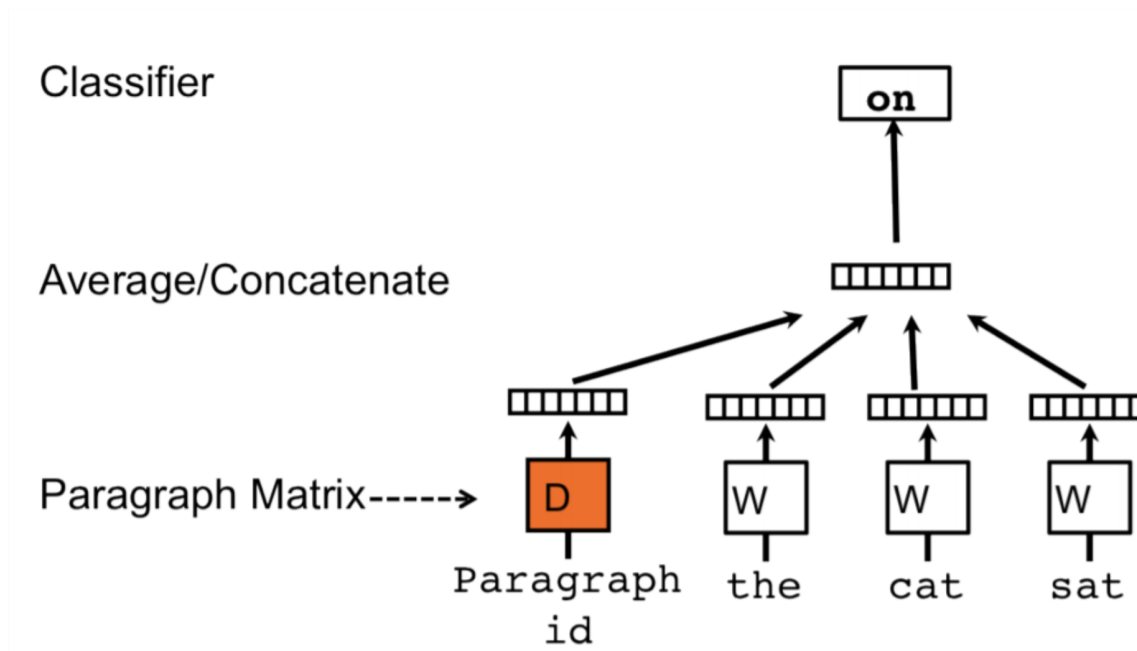 Classifier
on
Average/Concatenate
Paragraph Matrix
D
W
W
W
Paragraph
id
the
cat
sat